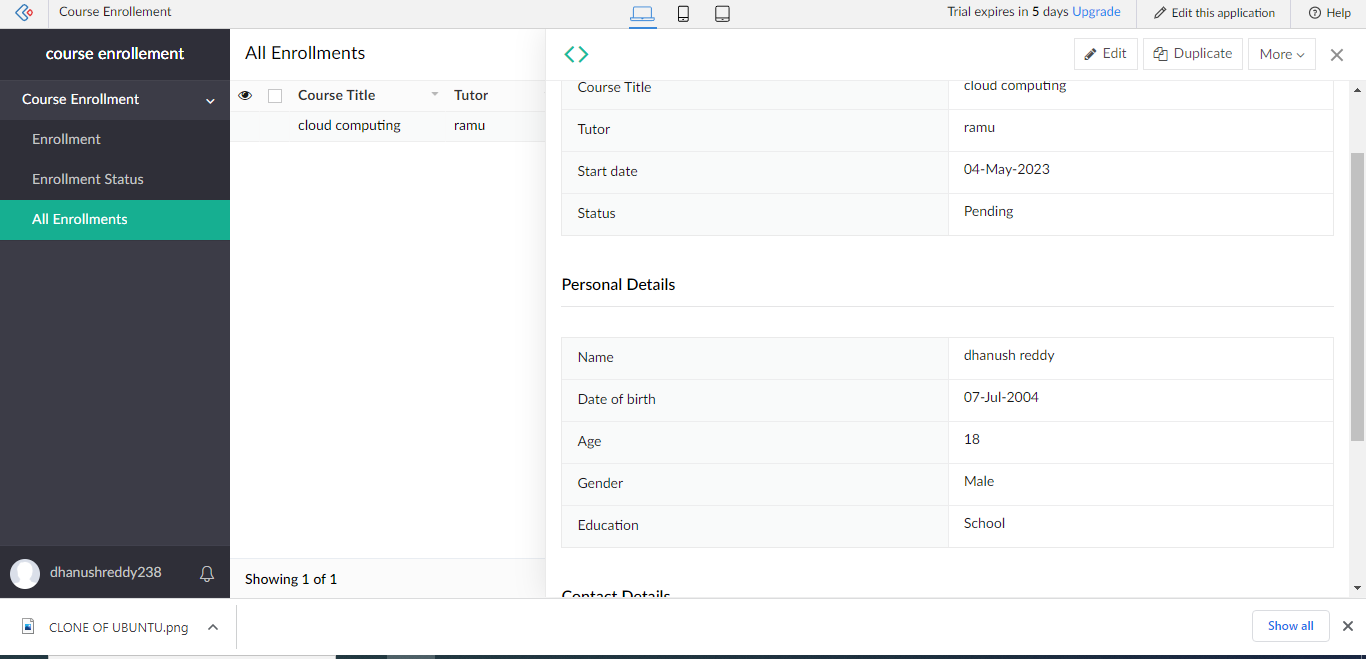 Course Enrollement
Trial expires in 5 days Upgrade
Edit this application
Help
course enrollement
Course Enrollment
Enrollment
Enrollment Status
All Enrollments
dhanushreddy238
All Enrollments
Course Title Tutor
cloud computing ramu
Showing 1 of 1
Edit
Duplicate
More
Course Title cloud computing
Tutor ramu
Start date 04-May-2023
Status Pending
Personal Details
Name dhanush reddy
Date of birth 07-Jul-2004
Age 18
Gender Male
Education School
Contact Details
CLONE OF UBUNTU.png
Show all